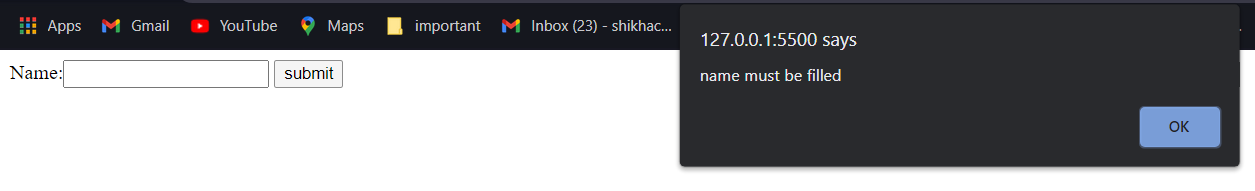 Apps Gmail YouTube Maps important Inbox (23) - shikhac...
127.0.0.1:5500 says
name must be filled
Name: submit
OK